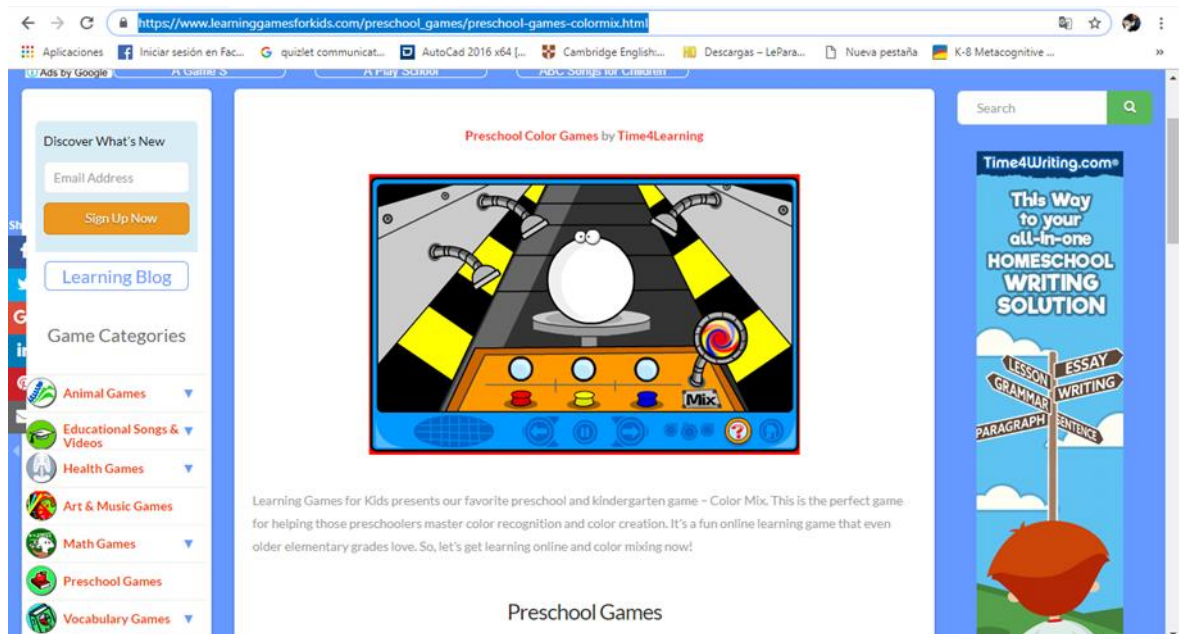 https://www.learninggamesforkids.com/preschool_games/preschool-games-colormix.html
Aplicaciones
Iniciar sesión en Fac...
quizlet communicat...
AutoCad 2016 x64 [...
Cambridge English:...
Descargas – LePara...
Nueva pestaña
K-8 Metacognitive ...
»
Ads by Google
A Game S
A Play School
ABC Songs for Children
Discover What's New
Email Address
Sign Up Now
Learning Blog
Game Categories
Animal Games
Educational Songs &
Videos
Health Games
Art & Music Games
Math Games
Preschool Games
Vocabulary Games
Preschool Color Games by Time4Learning
Mix
?
Learning Games for Kids presents our favorite preschool and kindergarten game – Color Mix. This is the perfect game
for helping those preschoolers master color recognition and color creation. It's a fun online learning game that even
older elementary grades love. So, let's get learning online and color mixing now!
Preschool Games
Search
Time4Writing.com®
This Way
to your
all-in-one
HOMESCHOOL
WRITING
SOLUTION
LESSON
ESSAY
GRAMMAR
WRITING
PARAGRAPH
SENTENCE